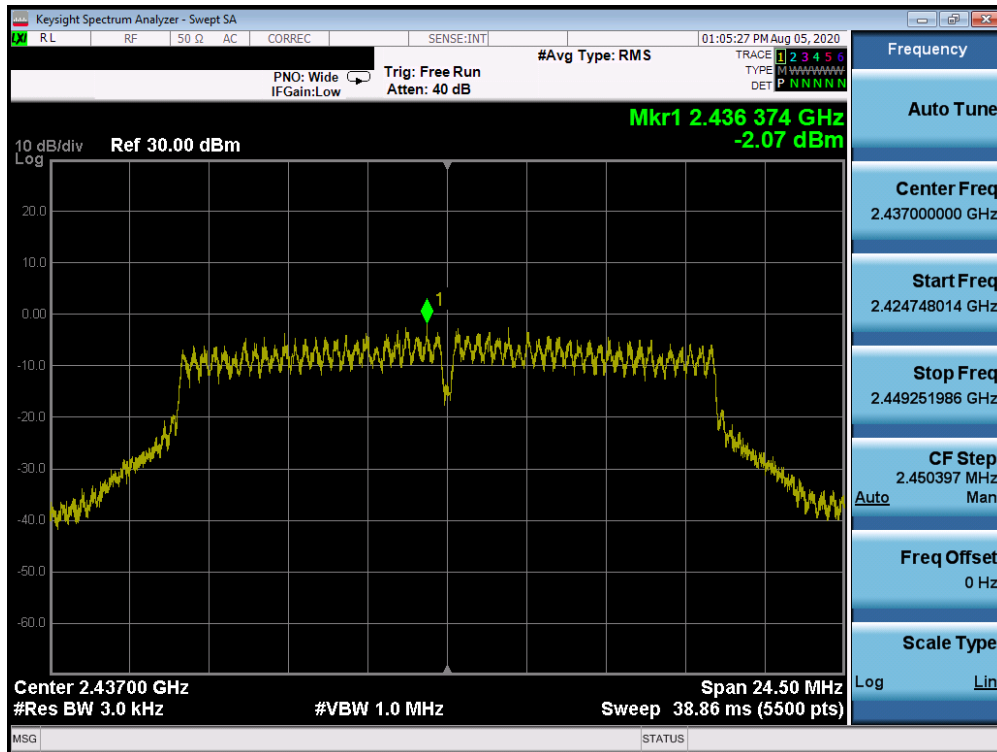 Keysight Spectrum Analyzer - Swept SA
LXI RL RF 50 Ω AC CORREC SENSE:INT 01:05:27 PM Aug 05, 2020
Frequency
#Avg Type: RMS
TRACE 1 2 3 4 5 6
PNO: Wide Trig: Free Run
TYPE M WWWWW
IFGain:Low Atten: 40 dB
DET P N N N N N
Auto Tune
Mkr1 2.436 374 GHz
-2.07 dBm
10 dB/div Ref 30.00 dBm
Log
1
20.0
10.0
0.00
-10.0
-20.0
-30.0
-40.0
-50.0
-60.0
Center Freq
2.437000000 GHz
Start Freq
2.424748014 GHz
Stop Freq
2.449251986 GHz
CF Step
2.450397 MHz
Auto Man
Freq Offset
0 Hz
Scale Type
Log Lin
Center 2.43700 GHz Span 24.50 MHz
#Res BW 3.0 kHz #VBW 1.0 MHz Sweep 38.86 ms (5500 pts)
MSG STATUS